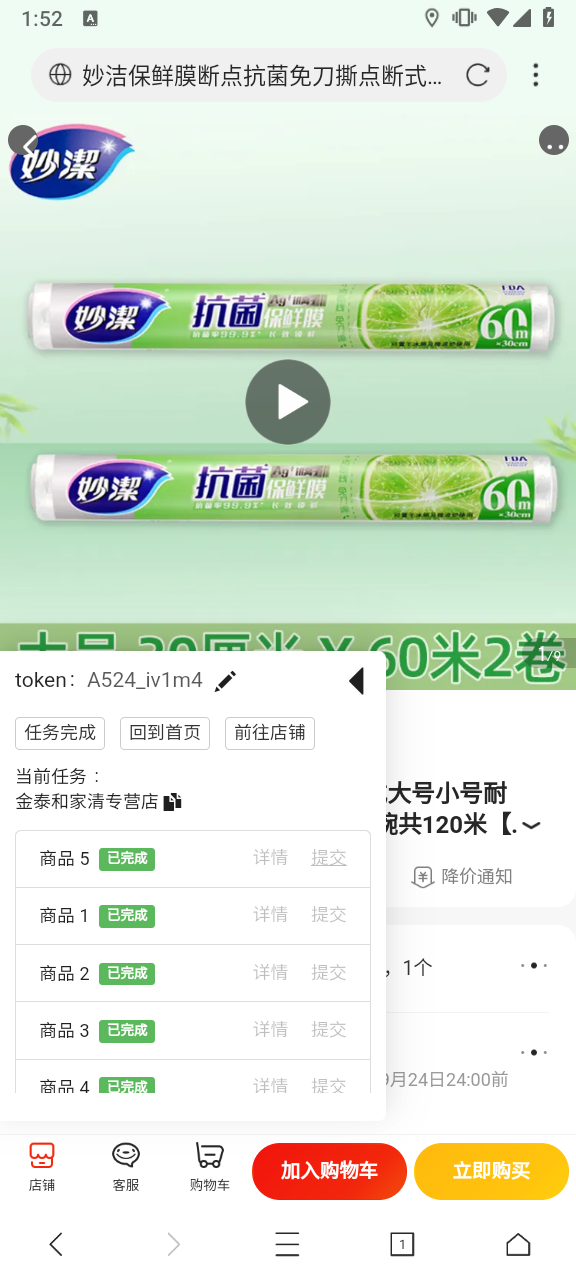 1:52
A
妙洁保鲜膜断点抗菌免刀撕点断式...
妙潔
妙潔 抗菌保鲜膜 60m
×30cm
妙潔 抗菌保鲜膜 60m
×30cm
大号 30厘米 X 60米2卷
1/9
token: A524_iv1m4
任务完成 回到首页 前往店铺
当前任务：
金泰和家清专营店
大号小号耐
碗共120米【.
降价通知
商品 5 已完成 详情 提交
商品 1 已完成 详情 提交
，1个
商品 2 已完成 详情 提交
商品 3 已完成 详情 提交
9月24日24:00前
商品 4 已完成 详情 提交
店铺 客服 购物车 加入购物车 立即购买
1